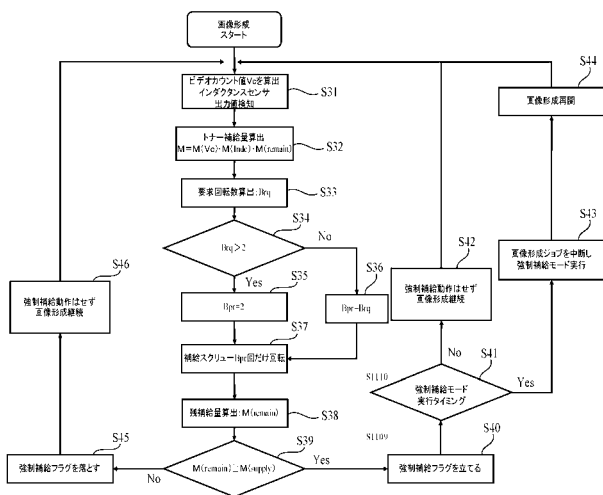 画像形成
スタート
ビデオカウント値Vcを算出
インダクタンスセンサ
出力値検知
S31
トナー補給量算出
M=M(Vc)・M(Indc)・M(remain)
S32
要求回転数算出:Brq
S33
S34
Brq>2
No
Yes
S35
Bpr=2
S36
Bpr=Brq
S37
補給スクリューBpr回だけ回転
残補給量算出:M(remain)
S38
S39
M(remain)≧M(supply)
No
Yes
S45
強制補給フラグを落とす
S46
強制補給動作はせず
画像形成継続
S1109
S40
強制補給フラグを立てる
S1110
S41
強制補給モード
実行タイミング
No
Yes
S42
強制補給動作はせず
画像形成継続
S43
画像形成ジョブを中断し
強制補給モード実行
S44
画像形成再開